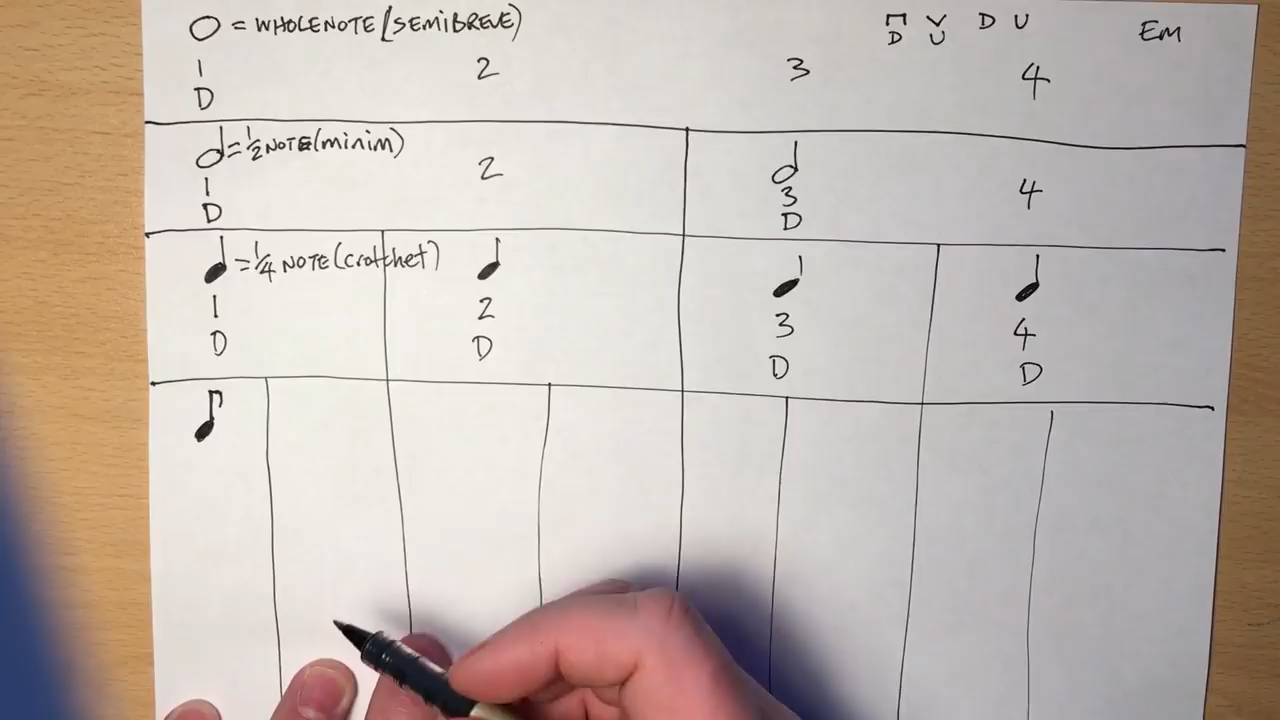 = WHOLENOTE (SEMIBREVE) D U Em
D U
1 2 3 4
D
= 1/2 NOTE (minim)
1 2 3 4
D D
= 1/4 NOTE (crotchet)
1 2 3 4
D D D D